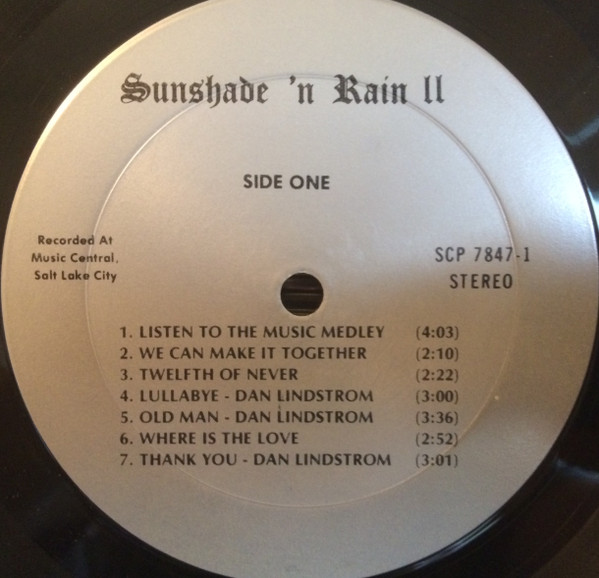 Sunshade 'n Rain II
SIDE ONE
Recorded At
Music Central,
Salt Lake City
SCP 7847-1
STEREO
1. LISTEN TO THE MUSIC MEDLEY (4:03)
2. WE CAN MAKE IT TOGETHER (2:10)
3. TWELFTH OF NEVER (2:22)
4. LULLABYE - DAN LINDSTROM (3:00)
5. OLD MAN - DAN LINDSTROM (3:36)
6. WHERE IS THE LOVE (2:52)
7. THANK YOU - DAN LINDSTROM (3:01)